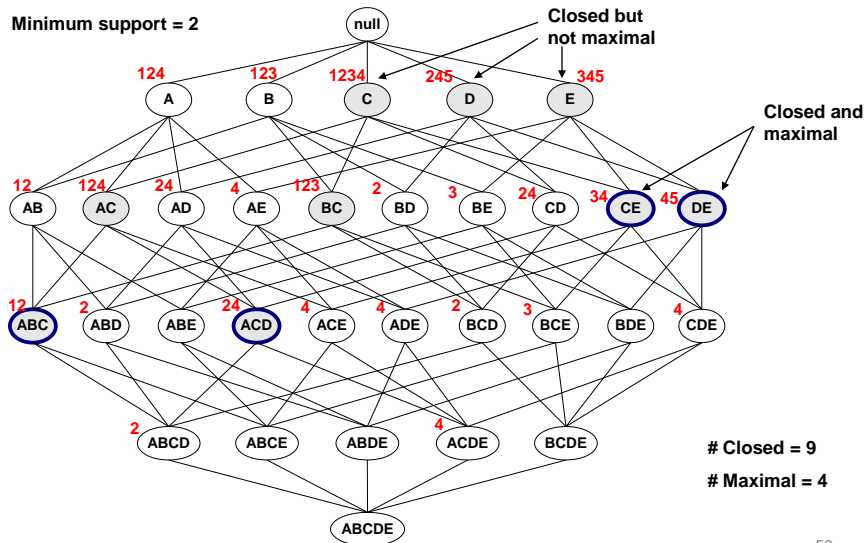 Minimum support = 2
null
Closed but
not maximal
124
123
1234
245
345
A
B
C
D
E
Closed and
maximal
12
124
24
4
123
2
3
24
34
45
AB
AC
AD
AE
BC
BD
BE
CD
CE
DE
12
2
24
4
4
2
3
4
ABC
ABD
ABE
ACD
ACE
ADE
BCD
BCE
BDE
CDE
2
4
ABCD
ABCE
ABDE
ACDE
BCDE
# Closed = 9
# Maximal = 4
ABCDE